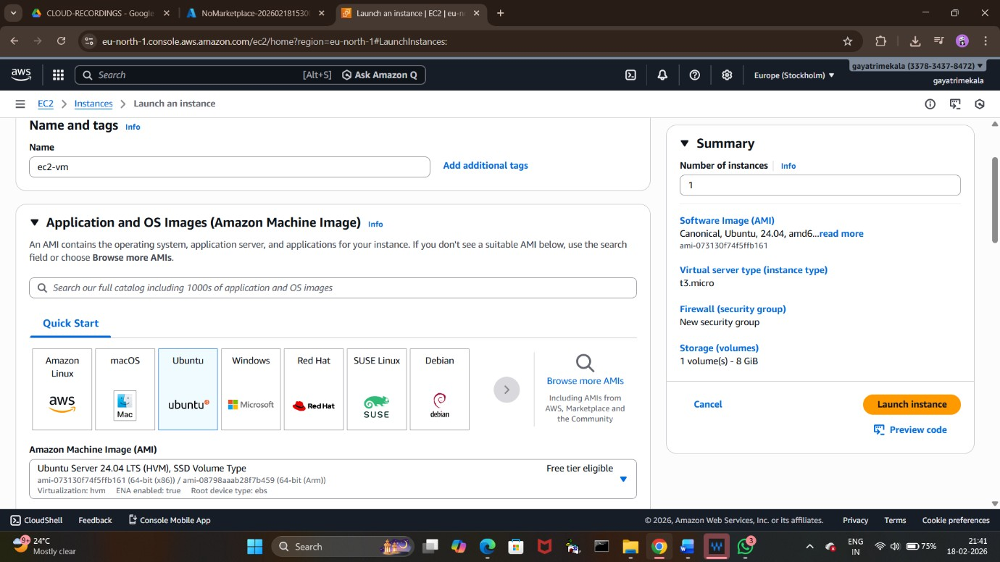 CLOUD-RECORDINGS - Google
NoMarketplace-202602181530
Launch an instance | EC2 | eu-n
eu-north-1.console.aws.amazon.com/ec2/home?region=eu-north-1#LaunchInstances:
aws
Search [Alt+S] Ask Amazon Q
Europe (Stockholm)
gayatrimekala (3378-3437-8472)
gayatrimekala
EC2 Instances Launch an instance
Name and tags Info
Name
ec2-vm
Add additional tags
Application and OS Images (Amazon Machine Image) Info
An AMI contains the operating system, application server, and applications for your instance. If you don't see a suitable AMI below, use the search
field or choose Browse more AMIs.
Search our full catalog including 1000s of application and OS images
Quick Start
Amazon
Linux
aws
macOS
Mac
Ubuntu
ubuntu
Windows
Microsoft
Red Hat
Red Hat
SUSE Linux
SUSE
Debian
debian
Browse more AMIs
Including AMIs from
AWS, Marketplace and
the Community
Amazon Machine Image (AMI)
Ubuntu Server 24.04 LTS (HVM), SSD Volume Type
Free tier eligible
ami-073130f74f5ffb161 (64-bit (x86)) / ami-08798aaab28f7b459 (64-bit (Arm))
Virtualization: hvm ENA enabled: true Root device type: ebs
Summary
Number of instances Info
1
Software Image (AMI)
Canonical, Ubuntu, 24.04, amd6...read more
ami-073130f74f5ffb161
Virtual server type (instance type)
t3.micro
Firewall (security group)
New security group
Storage (volumes)
1 volume(s) - 8 GiB
Cancel
Launch instance
Preview code
CloudShell Feedback Console Mobile App
© 2026, Amazon Web Services, Inc. or its affiliates. Privacy Terms Cookie preferences
9+
24°C
Mostly clear
Search
3
ENG
IN
75%
21:41
18-02-2026